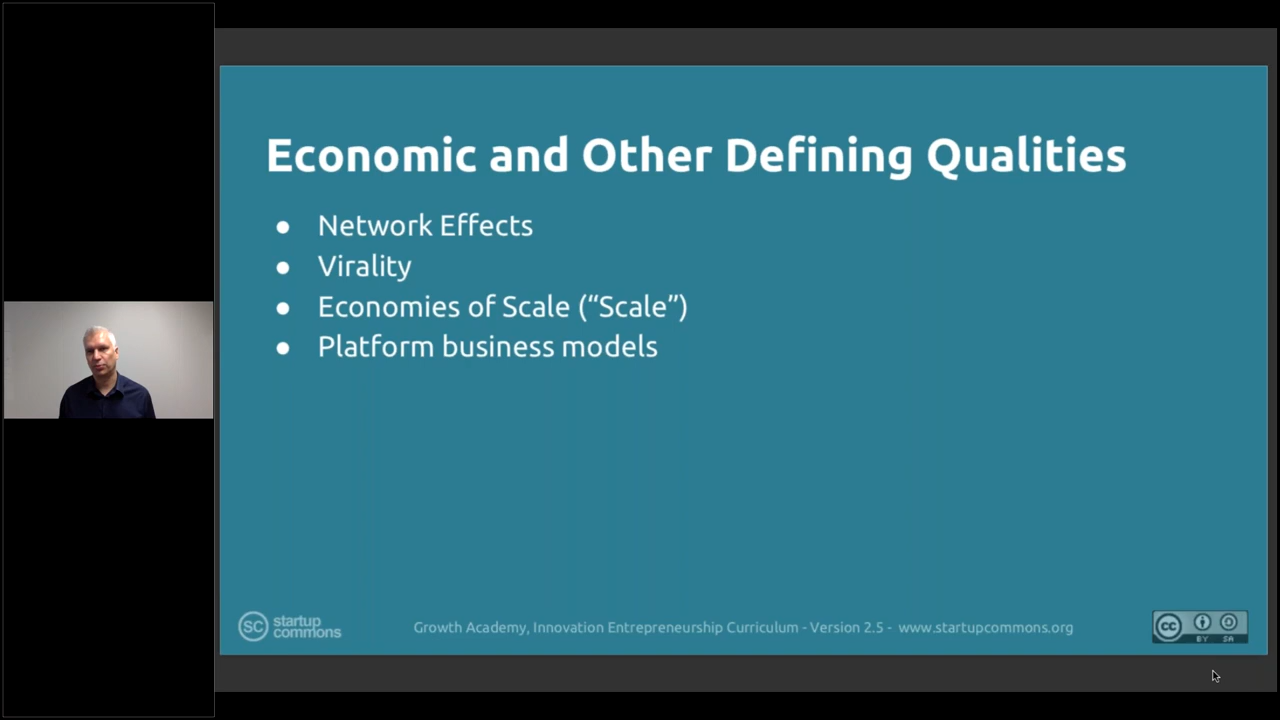 Economic and Other Defining Qualities
● Network Effects
● Virality
● Economies of Scale (“Scale”)
● Platform business models
SC startup commons
Growth Academy, Innovation Entrepreneurship Curriculum - Version 2.5 - www.startupcommons.org
cc BY SA